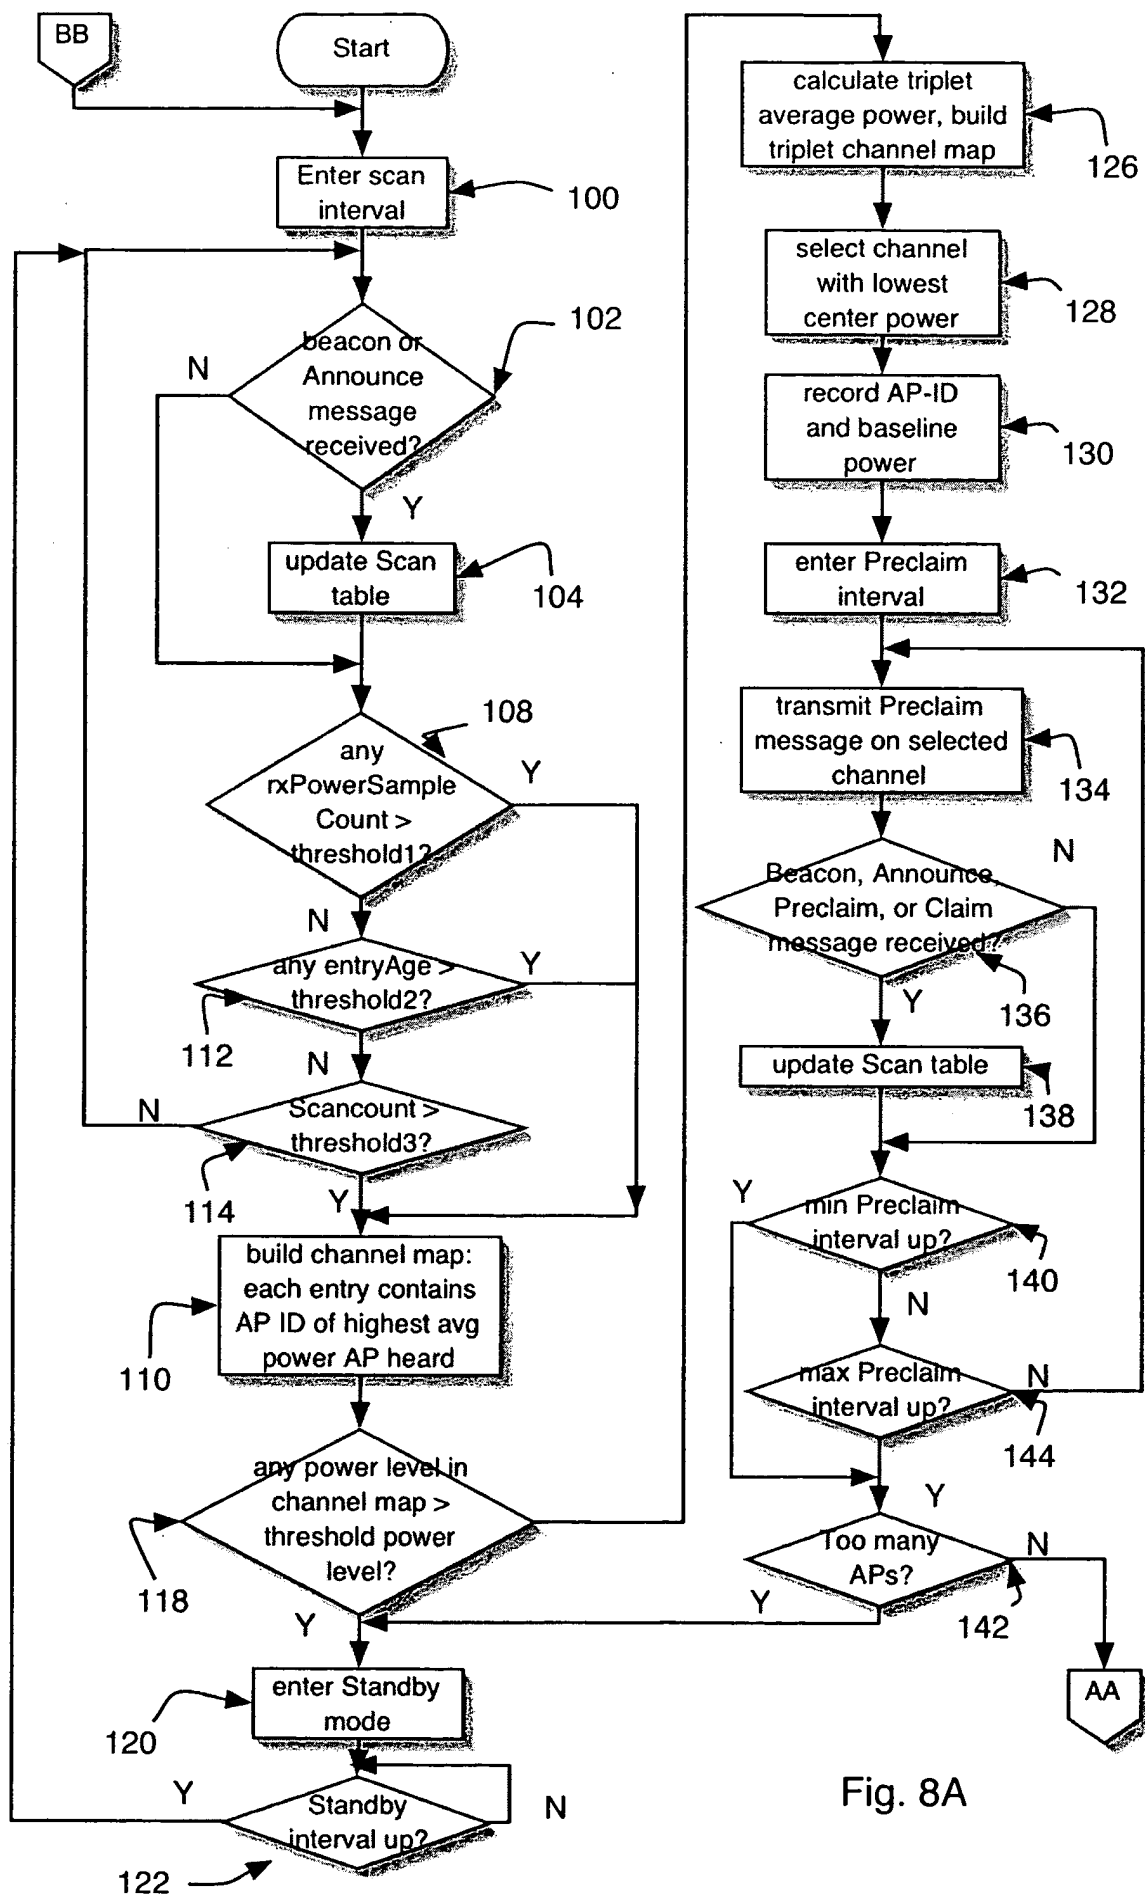 BB
Start
Enter scan
interval
100
beacon or
Announce
message
received?
102
N
Y
update Scan
table
104
any
rxPowerSample
Count >
threshold1?
108
Y
N
any entryAge >
threshold2?
Y
112
N
Scancount >
threshold3?
N
114
Y
build channel map:
each entry contains
AP ID of highest avg
power AP heard
110
any power level in
channel map >
threshold power
level?
118
Y
enter Standby
mode
120
Standby
interval up?
Y
N
122
calculate triplet
average power, build
triplet channel map
126
select channel
with lowest
center power
128
record AP-ID
and baseline
power
130
enter Preclaim
interval
132
transmit Preclaim
message on selected
channel
134
Beacon, Announce,
Preclaim, or Claim
message received?
N
136
Y
update Scan table
138
min Preclaim
interval up?
Y
140
N
max Preclaim
interval up?
N
144
Y
Too many
APs?
N
Y
142
AA
Fig. 8A